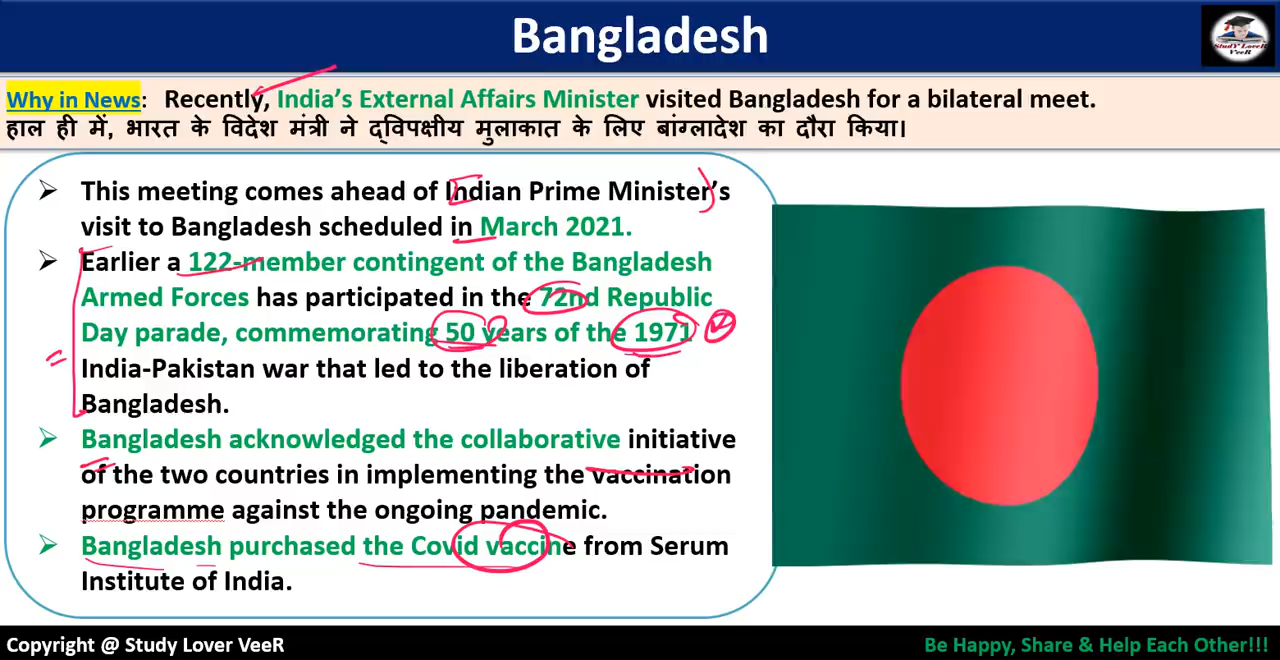 Bangladesh
StudY LoveR
VeeR
Why in News: Recently, India's External Affairs Minister visited Bangladesh for a bilateral meet.
हाल ही में, भारत के विदेश मंत्री ने द्विपक्षीय मुलाकात के लिए बांग्लादेश का दौरा किया।
➢ This meeting comes ahead of Indian Prime Minister's
visit to Bangladesh scheduled in March 2021.
➢ Earlier a 122-member contingent of the Bangladesh
Armed Forces has participated in the 72nd Republic
Day parade, commemorating 50 years of the 1971
India-Pakistan war that led to the liberation of
Bangladesh.
➢ Bangladesh acknowledged the collaborative initiative
of the two countries in implementing the vaccination
programme against the ongoing pandemic.
➢ Bangladesh purchased the Covid vaccine from Serum
Institute of India.
Copyright @ Study Lover VeeR
Be Happy, Share & Help Each Other!!!